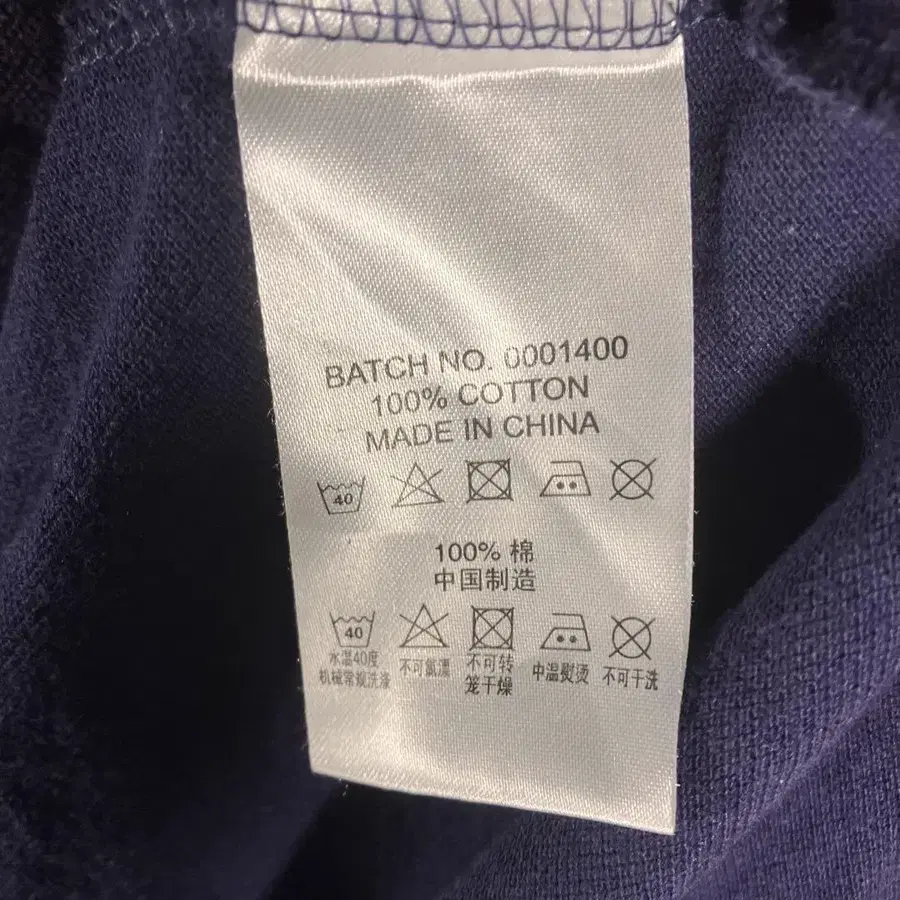 BATCH NO. 0001400
100% COTTON
MADE IN CHINA
40
100% 棉
中国制造
40
水温40度
机械常规洗涤
不可氯漂
不可转
笼干燥
中温熨烫
不可干洗